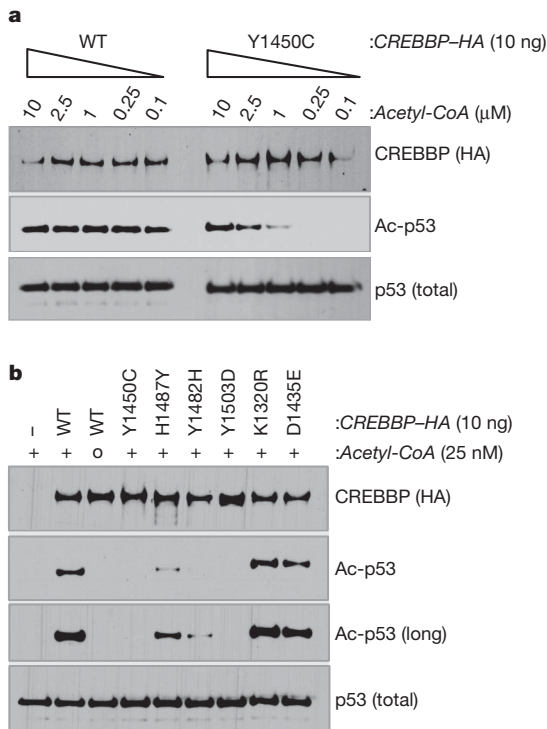 a
WT Y1450C :CREBBP–HA (10 ng)
10 2.5 1 0.25 0.1 10 2.5 1 0.25 0.1 :Acetyl-CoA (μM)
CREBBP (HA)
Ac-p53
p53 (total)
b
– WT WT Y1450C H1487Y Y1482H Y1503D K1320R D1435E :CREBBP–HA (10 ng)
+ + o + + + + + + :Acetyl-CoA (25 nM)
CREBBP (HA)
Ac-p53
Ac-p53 (long)
p53 (total)